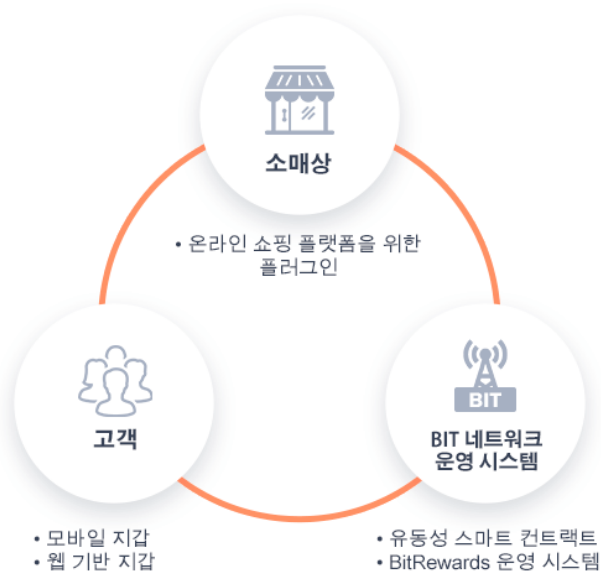 소매상
• 온라인 쇼핑 플랫폼을 위한
플러그인
고객
• 모바일 지갑
• 웹 기반 지갑
BIT
BIT 네트워크
운영 시스템
• 유동성 스마트 컨트랙트
• BitRewards 운영 시스템